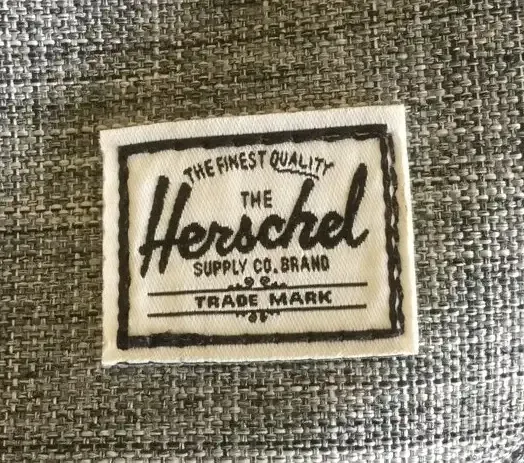 THE FINEST QUALITY
THE
Herschel
SUPPLY CO. BRAND
TRADE MARK